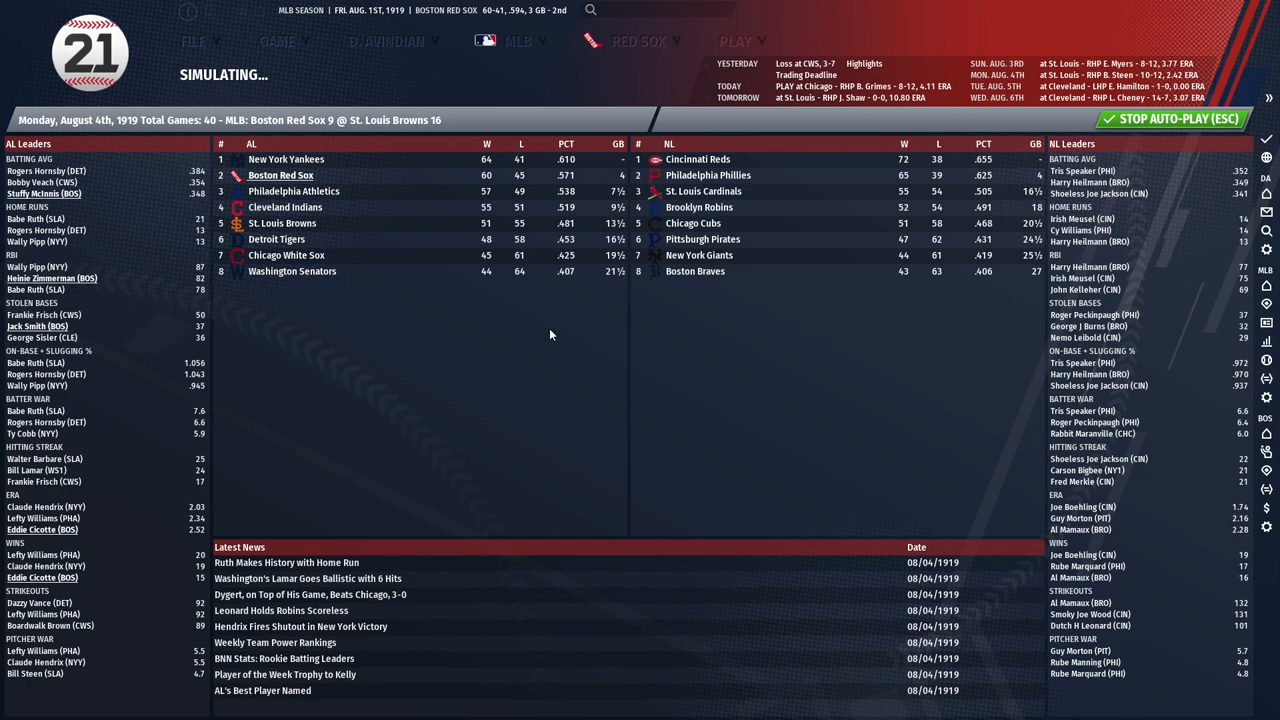 MLB SEASON | FRI. AUG. 1ST, 1919 | BOSTON RED SOX 60-41, .594, 3 GB - 2nd
21
FILE GAME D. AVINDIAN MLB RED SOX PLAY
SIMULATING...
YESTERDAY Loss at CWS, 3-7 Highlights SUN. AUG. 3RD at St. Louis - RHP E. Myers - 8-12, 3.77 ERA
Trading Deadline MON. AUG. 4TH at St. Louis - RHP B. Steen - 10-12, 2.42 ERA
TODAY PLAY at Chicago - RHP B. Grimes - 8-12, 4.11 ERA TUE. AUG. 5TH at Cleveland - LHP E. Hamilton - 1-0, 0.00 ERA
TOMORROW at St. Louis - RHP J. Shaw - 0-0, 10.80 ERA WED. AUG. 6TH at Cleveland - RHP L. Cheney - 14-7, 3.07 ERA
Monday, August 4th, 1919 Total Games: 40 - MLB: Boston Red Sox 9 @ St. Louis Browns 16
STOP AUTO-PLAY (ESC)
AL Leaders
BATTING AVG
Rogers Hornsby (DET) .384
Bobby Veach (CWS) .354
Stuffy McInnis (BOS) .348
HOME RUNS
Babe Ruth (SLA) 21
Rogers Hornsby (DET) 13
Wally Pipp (NYY) 13
RBI
Wally Pipp (NYY) 87
Heinie Zimmerman (BOS) 82
Babe Ruth (SLA) 78
STOLEN BASES
Frankie Frisch (CWS) 50
Jack Smith (BOS) 37
George Sisler (CLE) 36
ON-BASE + SLUGGING %
Babe Ruth (SLA) 1.056
Rogers Hornsby (DET) 1.043
Wally Pipp (NYY) .945
BATTER WAR
Babe Ruth (SLA) 7.6
Rogers Hornsby (DET) 6.6
Ty Cobb (NYY) 5.9
HITTING STREAK
Walter Barbare (SLA) 25
Bill Lamar (WS1) 24
Frankie Frisch (CWS) 17
ERA
Claude Hendrix (NYY) 2.03
Lefty Williams (PHA) 2.34
Eddie Cicotte (BOS) 2.52
WINS
Lefty Williams (PHA) 20
Claude Hendrix (NYY) 19
Eddie Cicotte (BOS) 15
STRIKEOUTS
Dazzy Vance (DET) 92
Lefty Williams (PHA) 92
Boardwalk Brown (CWS) 89
PITCHER WAR
Lefty Williams (PHA) 5.5
Claude Hendrix (NYY) 5.5
Bill Steen (SLA) 4.7
# AL W L PCT GB
1 New York Yankees 64 41 .610 -
2 Boston Red Sox 60 45 .571 4
3 Philadelphia Athletics 57 49 .538 7½
4 Cleveland Indians 55 51 .519 9½
5 St. Louis Browns 51 55 .481 13½
6 Detroit Tigers 48 58 .453 16½
7 Chicago White Sox 45 61 .425 19½
8 Washington Senators 44 64 .407 21½
# NL W L PCT GB
1 Cincinnati Reds 72 38 .655 -
2 Philadelphia Phillies 65 39 .625 4
3 St. Louis Cardinals 55 54 .505 16½
4 Brooklyn Robins 52 54 .491 18
5 Chicago Cubs 51 58 .468 20½
6 Pittsburgh Pirates 47 62 .431 24½
7 New York Giants 44 61 .419 25½
8 Boston Braves 43 63 .406 27
Latest News Date
Ruth Makes History with Home Run 08/04/1919
Washington's Lamar Goes Ballistic with 6 Hits 08/04/1919
Dygert, on Top of His Game, Beats Chicago, 3-0 08/04/1919
Leonard Holds Robins Scoreless 08/04/1919
Hendrix Fires Shutout in New York Victory 08/04/1919
Weekly Team Power Rankings 08/04/1919
BNN Stats: Rookie Batting Leaders 08/04/1919
Player of the Week Trophy to Kelly 08/04/1919
AL's Best Player Named 08/04/1919
NL Leaders
BATTING AVG
Tris Speaker (PHI) .352
Harry Heilmann (BRO) .349
Shoeless Joe Jackson (CIN) .341
HOME RUNS
Irish Meusel (CIN) 14
Cy Williams (PHI) 14
Harry Heilmann (BRO) 13
RBI
Harry Heilmann (BRO) 77
Irish Meusel (CIN) 75
John Kelleher (CIN) 69
STOLEN BASES
Roger Peckinpaugh (PHI) 37
George J Burns (BRO) 32
Nemo Leibold (CIN) 29
ON-BASE + SLUGGING %
Tris Speaker (PHI) .972
Harry Heilmann (BRO) .970
Shoeless Joe Jackson (CIN) .937
BATTER WAR
Tris Speaker (PHI) 6.6
Roger Peckinpaugh (PHI) 6.4
Rabbit Maranville (CHC) 6.0
HITTING STREAK
Shoeless Joe Jackson (CIN) 22
Carson Bigbee (NY1) 21
Fred Merkle (CIN) 21
ERA
Joe Boehling (CIN) 1.74
Guy Morton (PIT) 2.16
Al Mamaux (BRO) 2.28
WINS
Joe Boehling (CIN) 19
Rube Marquard (PHI) 17
Al Mamaux (BRO) 16
STRIKEOUTS
Al Mamaux (BRO) 132
Smoky Joe Wood (CIN) 131
Dutch H Leonard (CIN) 101
PITCHER WAR
Guy Morton (PIT) 5.7
Rube Manning (PHI) 4.8
Rube Marquard (PHI) 4.8
DA
MLB
BOS